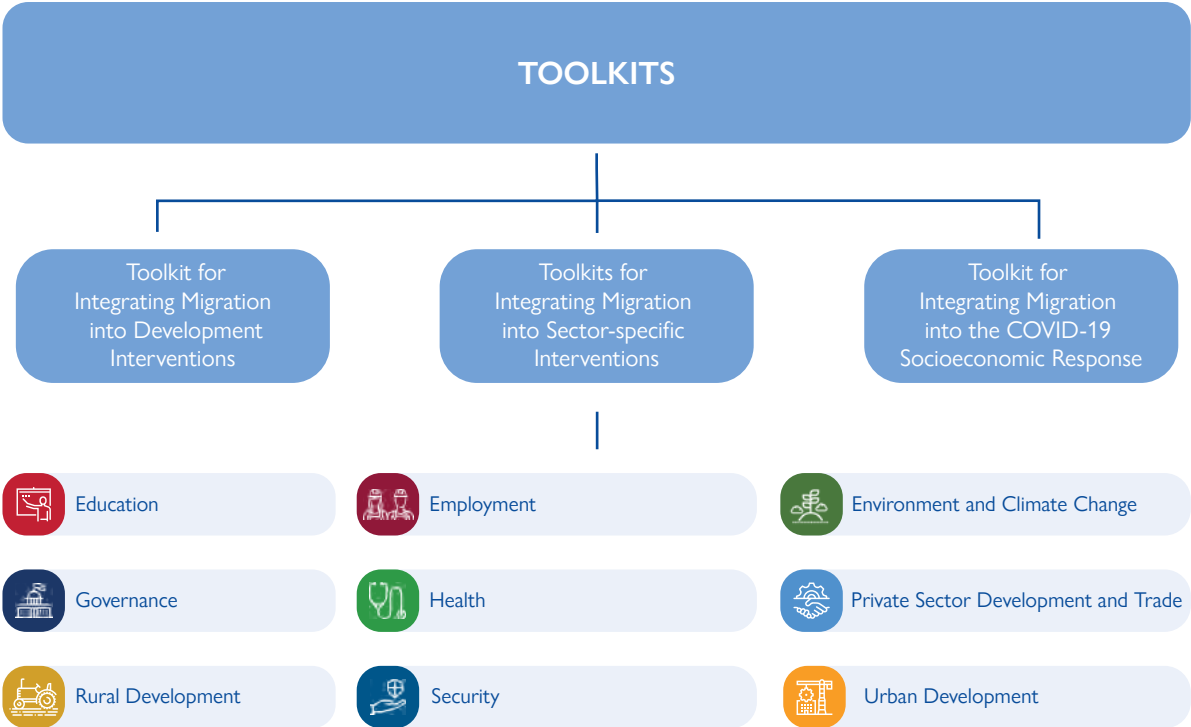 TOOLKITS
Toolkit for
Integrating Migration
into Development
Interventions
Toolkits for
Integrating Migration
into Sector-specific
Interventions
Toolkit for
Integrating Migration
into the COVID-19
Socioeconomic Response
Education
Employment
Environment and Climate Change
Governance
Health
Private Sector Development and Trade
Rural Development
Security
Urban Development